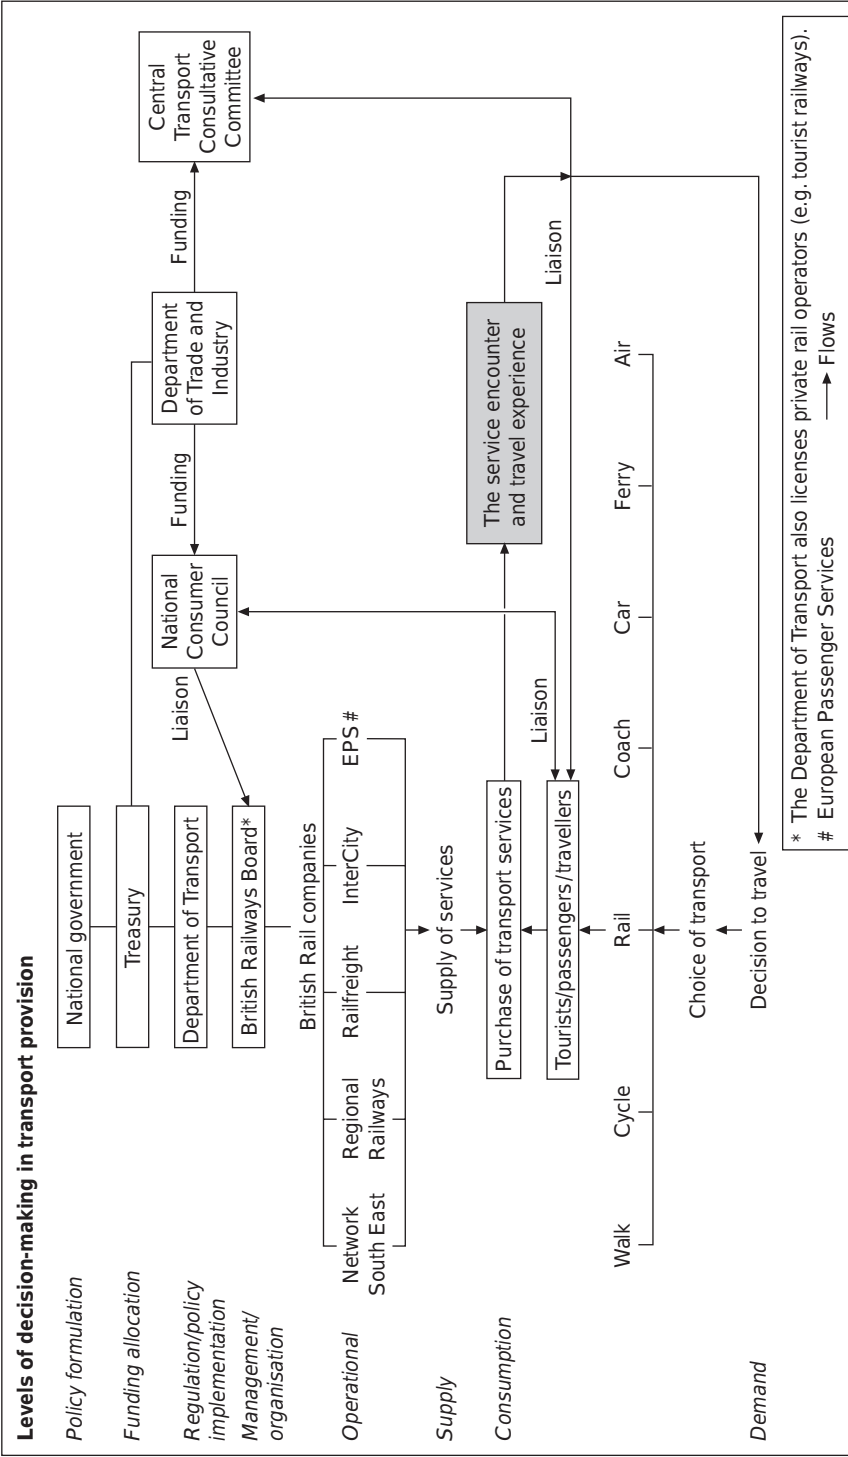 Levels of decision-making in transport provision
Policy formulation
National government
Funding allocation
Treasury
Regulation/policy
implementation
Department of Transport
Management/
organisation
British Railways Board*
Liaison
National
Consumer
Council
Funding
Department
of Trade and
Industry
Funding
Central
Transport
Consultative
Committee
Operational
British Rail companies
Network
South East
Regional
Railways
Railfreight
InterCity
EPS #
Supply
Supply of services
Consumption
Purchase of transport services
The service encounter
and travel experience
Tourists/passengers/travellers
Liaison
Liaison
Walk
Cycle
Rail
Coach
Car
Ferry
Air
Choice of transport
Demand
Decision to travel
* The Department of Transport also licenses private rail operators (e.g. tourist railways).
# European Passenger Services
Flows